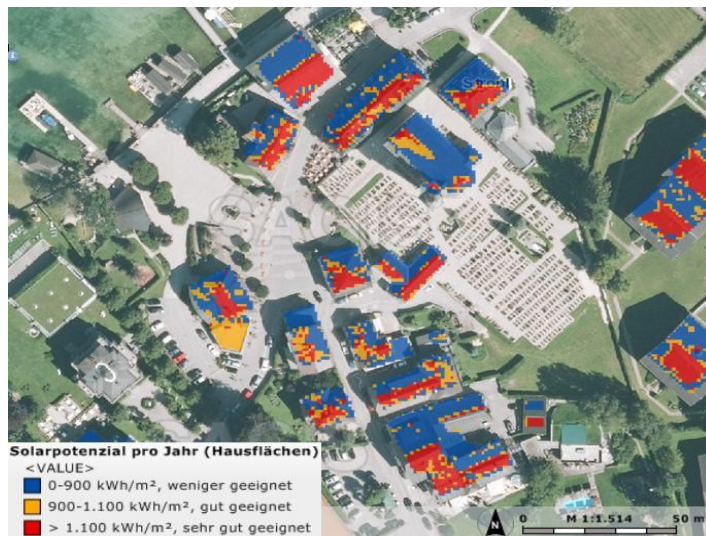 SAGIS
Solarpotenzial pro Jahr (Hausflächen)
<VALUE>
0-900 kWh/m², weniger geeignet
900-1.100 kWh/m², gut geeignet
> 1.100 kWh/m², sehr gut geeignet
N
0 M 1:1.514 50 m